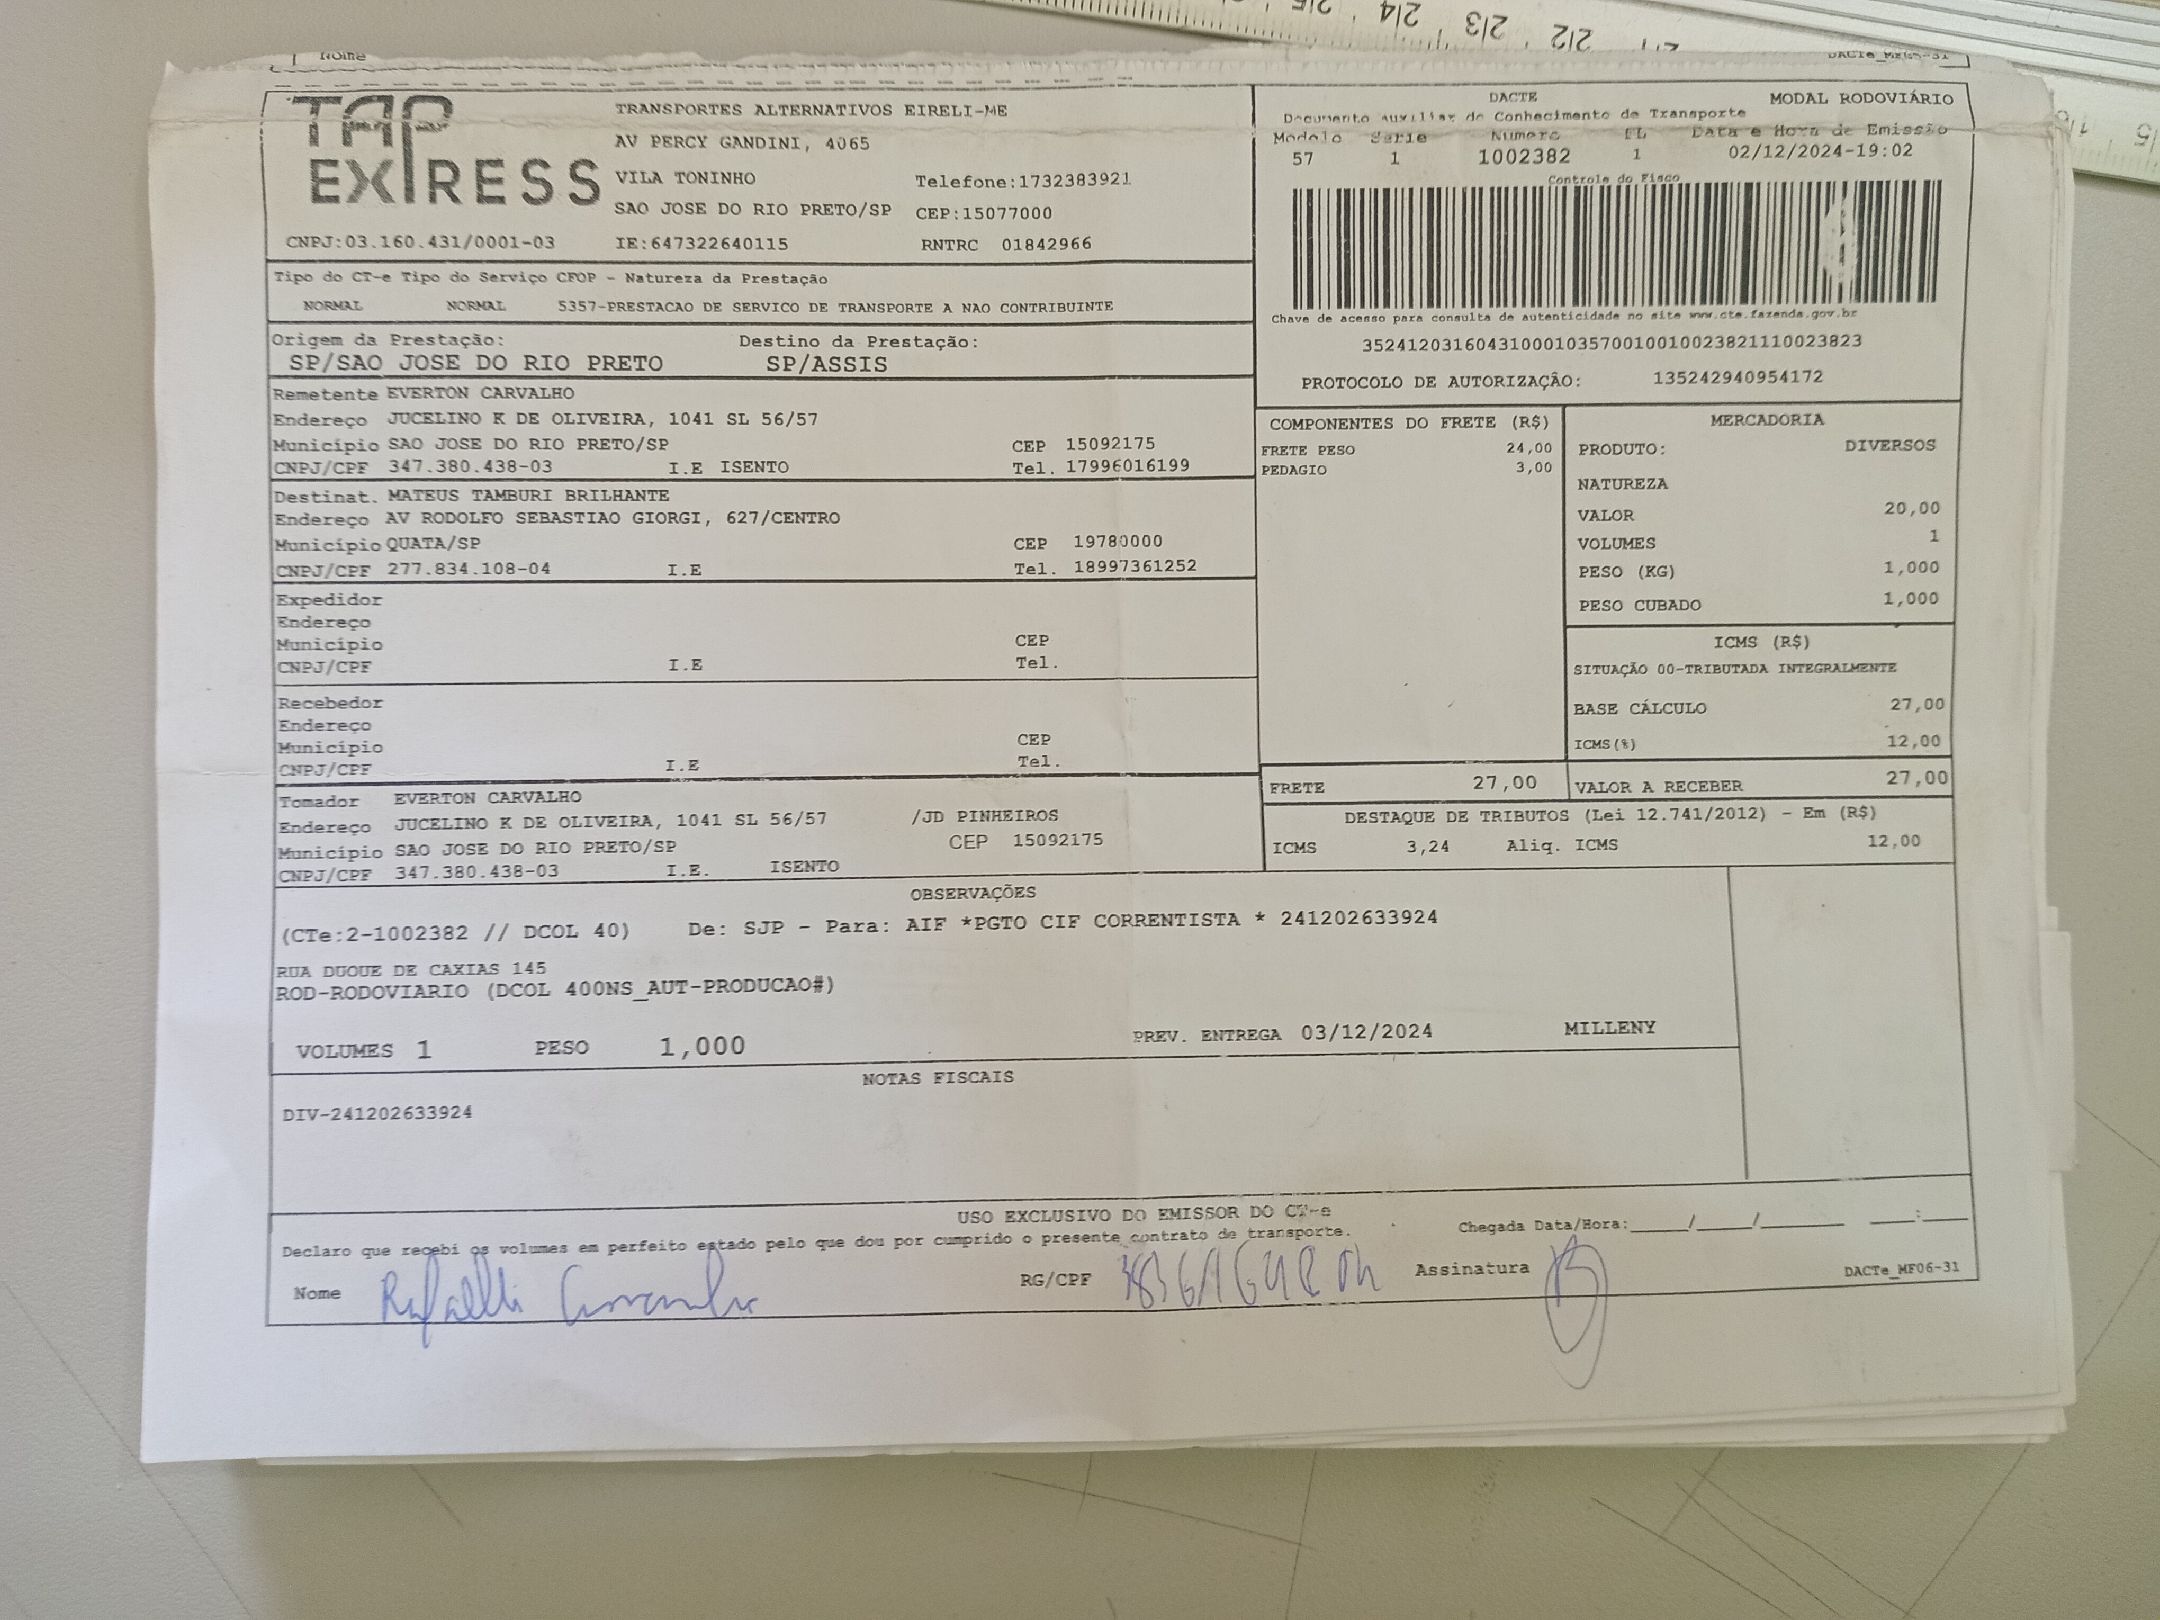 Nome
DACTe_MF05-31
TAP
EXPRESS
TRANSPORTES ALTERNATIVOS EIRELI-ME
AV PERCY GANDINI, 4065
VILA TONINHO Telefone:1732383921
SAO JOSE DO RIO PRETO/SP CEP:15077000
CNPJ:03.160.431/0001-03 IE:647322640115 RNTRC 01842966
DACTE MODAL RODOVIÁRIO
Documento Auxiliar do Conhecimento de Transporte
Modelo Serie Numero FL Data e Hora de Emissão
57 1 1002382 1 02/12/2024-19:02
Controle do Fisco
Chave de acesso para consulta de autenticidade no site www.cte.fazenda.gov.br
35241203160431000103570010010023821110023823
PROTOCOLO DE AUTORIZAÇÃO: 135242940954172
Tipo do CT-e Tipo do Serviço CFOP - Natureza da Prestação
NORMAL NORMAL 5357-PRESTACAO DE SERVICO DE TRANSPORTE A NAO CONTRIBUINTE
Origem da Prestação: Destino da Prestação:
SP/SAO JOSE DO RIO PRETO SP/ASSIS
Remetente EVERTON CARVALHO
Endereço JUCELINO K DE OLIVEIRA, 1041 SL 56/57
Município SAO JOSE DO RIO PRETO/SP CEP 15092175
CNPJ/CPF 347.380.438-03 I.E ISENTO Tel. 17996016199
Destinat. MATEUS TAMBURI BRILHANTE
Endereço AV RODOLFO SEBASTIAO GIORGI, 627/CENTRO
Município QUATA/SP CEP 19780000
CNPJ/CPF 277.834.108-04 I.E Tel. 18997361252
Expedidor
Endereço
Município CEP
CNPJ/CPF I.E Tel.
Recebedor
Endereço
Município CEP
CNPJ/CPF I.E Tel.
Tomador EVERTON CARVALHO
Endereço JUCELINO K DE OLIVEIRA, 1041 SL 56/57 /JD PINHEIROS
Município SAO JOSE DO RIO PRETO/SP CEP 15092175
CNPJ/CPF 347.380.438-03 I.E. ISENTO
COMPONENTES DO FRETE (R$)
FRETE PESO 24,00
PEDAGIO 3,00
MERCADORIA
PRODUTO: DIVERSOS
NATUREZA
VALOR 20,00
VOLUMES 1
PESO (KG) 1,000
PESO CUBADO 1,000
ICMS (R$)
SITUAÇÃO 00-TRIBUTADA INTEGRALMENTE
BASE CÁLCULO 27,00
ICMS(%) 12,00
FRETE 27,00 VALOR A RECEBER 27,00
DESTAQUE DE TRIBUTOS (Lei 12.741/2012) - Em (R$)
ICMS 3,24 Aliq. ICMS 12,00
OBSERVAÇÕES
(CTe:2-1002382 // DCOL 40) De: SJP - Para: AIF *PGTO CIF CORRENTISTA * 241202633924
RUA DUQUE DE CAXIAS 145
ROD-RODOVIARIO (DCOL 400NS_AUT-PRODUCAO#)
VOLUMES 1 PESO 1,000 PREV. ENTREGA 03/12/2024 MILLENY
NOTAS FISCAIS
DIV-241202633924
USO EXCLUSIVO DO EMISSOR DO CT-e
Declaro que recebi os volumes em perfeito estado pelo que dou por cumprido o presente contrato de transporte. Chegada Data/Hora:____/____/______ ___:___
Nome RG/CPF Assinatura DACTe_MF06-31